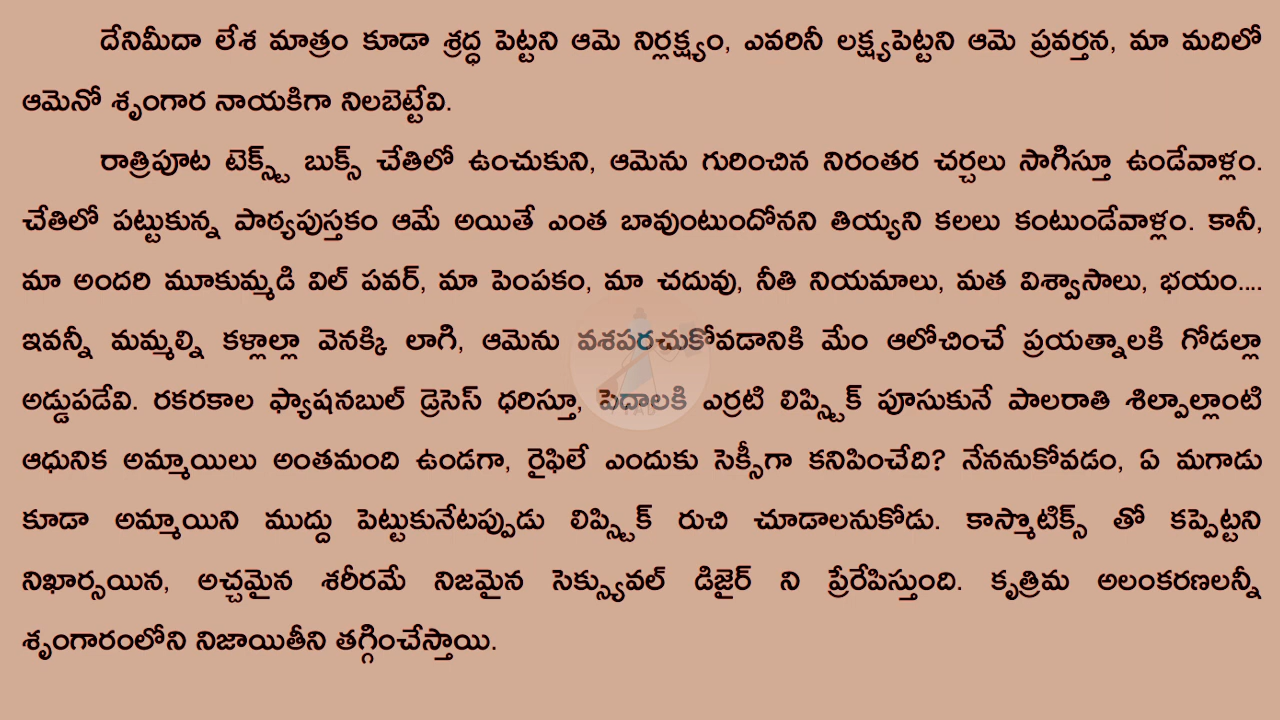 దేనిమీదా లేశ మాత్రం కూడా శ్రద్ధ పెట్టని ఆమె నిర్లక్ష్యం, ఎవరినీ లక్ష్యపెట్టని ఆమె ప్రవర్తన, మా మదిలో
ఆమెనో శృంగార నాయకిగా నిలబెట్టేవి.
రాత్రిపూట టెక్స్ట్ బుక్స్ చేతిలో ఉంచుకుని, ఆమెను గురించిన నిరంతర చర్చలు సాగిస్తూ ఉండేవాళ్లం.
చేతిలో పట్టుకున్న పాఠ్యపుస్తకం ఆమే అయితే ఎంత బావుంటుందోనని తియ్యని కలలు కంటుండేవాళ్లం. కానీ,
మా అందరి మూకుమ్మడి విల్ పవర్, మా పెంపకం, మా చదువు, నీతి నియమాలు, మత విశ్వాసాలు, భయం....
ఇవన్నీ మమ్మల్ని కళ్లాల్లా వెనక్కి లాగి, ఆమెను వశపరచుకోవడానికి మేం ఆలోచించే ప్రయత్నాలకి గోడల్లా
అడ్డుపడేవి. రకరకాల ఫ్యాషనబుల్ డ్రెసెస్ ధరిస్తూ, పెదాలకి ఎర్రటి లిప్స్టిక్ పూసుకునే పాలరాతి శిల్పాల్లాంటి
ఆధునిక అమ్మాయిలు అంతమంది ఉండగా, రైఫిలే ఎందుకు సెక్సీగా కనిపించేది? నేననుకోవడం, ఏ మగాడు
కూడా అమ్మాయిని ముద్దు పెట్టుకునేటప్పుడు లిప్స్టిక్ రుచి చూడాలనుకోడు. కాస్మొటిక్స్ తో కప్పెట్టని
నిఖార్సయిన, అచ్చమైన శరీరమే నిజమైన సెక్స్యువల్ డిజైర్ ని ప్రేరేపిస్తుంది. కృత్రిమ అలంకరణలన్నీ
శృంగారంలోని నిజాయితీని తగ్గించేస్తాయి.